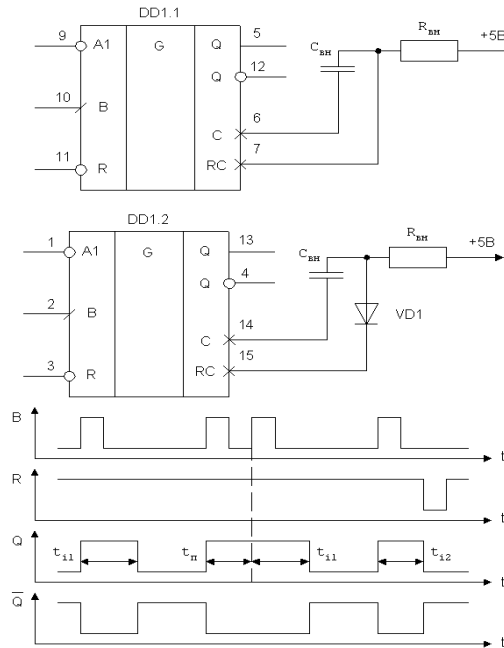 DD1.1
9 A1 G Q 5
Q 12
10 B
C 6
11 R
RC 7
Cвн
Rвн
+5В
DD1.2
1 A1 G Q 13
Q 4
2 B
C 14
3 R
RC 15
Cвн
Rвн
+5В
VD1
B
t
R
t
Q
ti1 tп ti1 ti2
t
Q̅
t